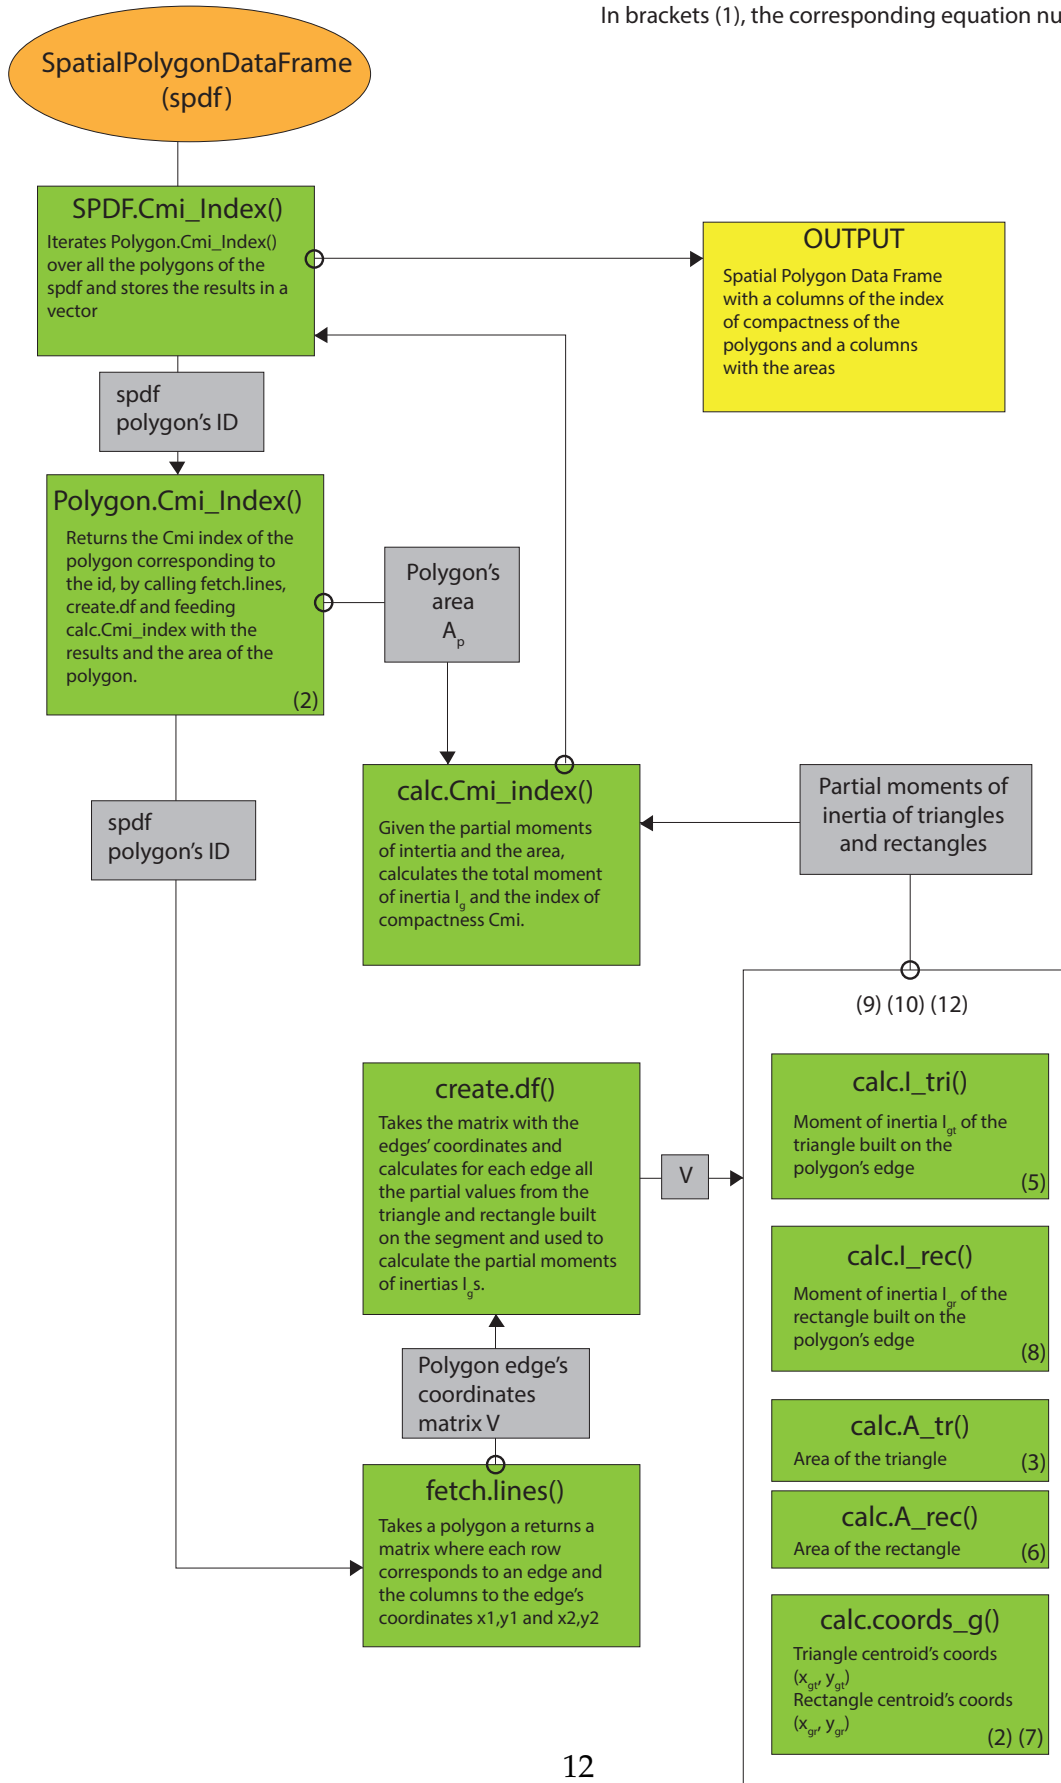 In brackets (1), the corresponding equation nu
SpatialPolygonDataFrame
(spdf)
SPDF.Cmi_Index()
Iterates Polygon.Cmi_Index()
over all the polygons of the
spdf and stores the results in a
vector
OUTPUT
Spatial Polygon Data Frame
with a columns of the index
of compactness of the
polygons and a columns
with the areas
spdf
polygon's ID
Polygon.Cmi_Index()
Returns the Cmi index of the
polygon corresponding to
the id, by calling fetch.lines,
create.df and feeding
calc.Cmi_index with the
results and the area of the
polygon.
(2)
Polygon's
area
Ap
spdf
polygon's ID
calc.Cmi_index()
Given the partial moments
of intertia and the area,
calculates the total moment
of inertia Ig and the index of
compactness Cmi.
Partial moments of
inertia of triangles
and rectangles
(9) (10) (12)
create.df()
Takes the matrix with the
edges' coordinates and
calculates for each edge all
the partial values from the
triangle and rectangle built
on the segment and used to
calculate the partial moments
of inertias Igs.
V
calc.I_tri()
Moment of inertia Igt of the
triangle built on the
polygon's edge
(5)
calc.I_rec()
Moment of inertia Igr of the
rectangle built on the
polygon's edge
(8)
Polygon edge's
coordinates
matrix V
calc.A_tr()
Area of the triangle
(3)
fetch.lines()
Takes a polygon a returns a
matrix where each row
corresponds to an edge and
the columns to the edge's
coordinates x1,y1 and x2,y2
calc.A_rec()
Area of the rectangle
(6)
calc.coords_g()
Triangle centroid's coords
(xgt, ygt)
Rectangle centroid's coords
(xgr, ygr)
(2) (7)
12